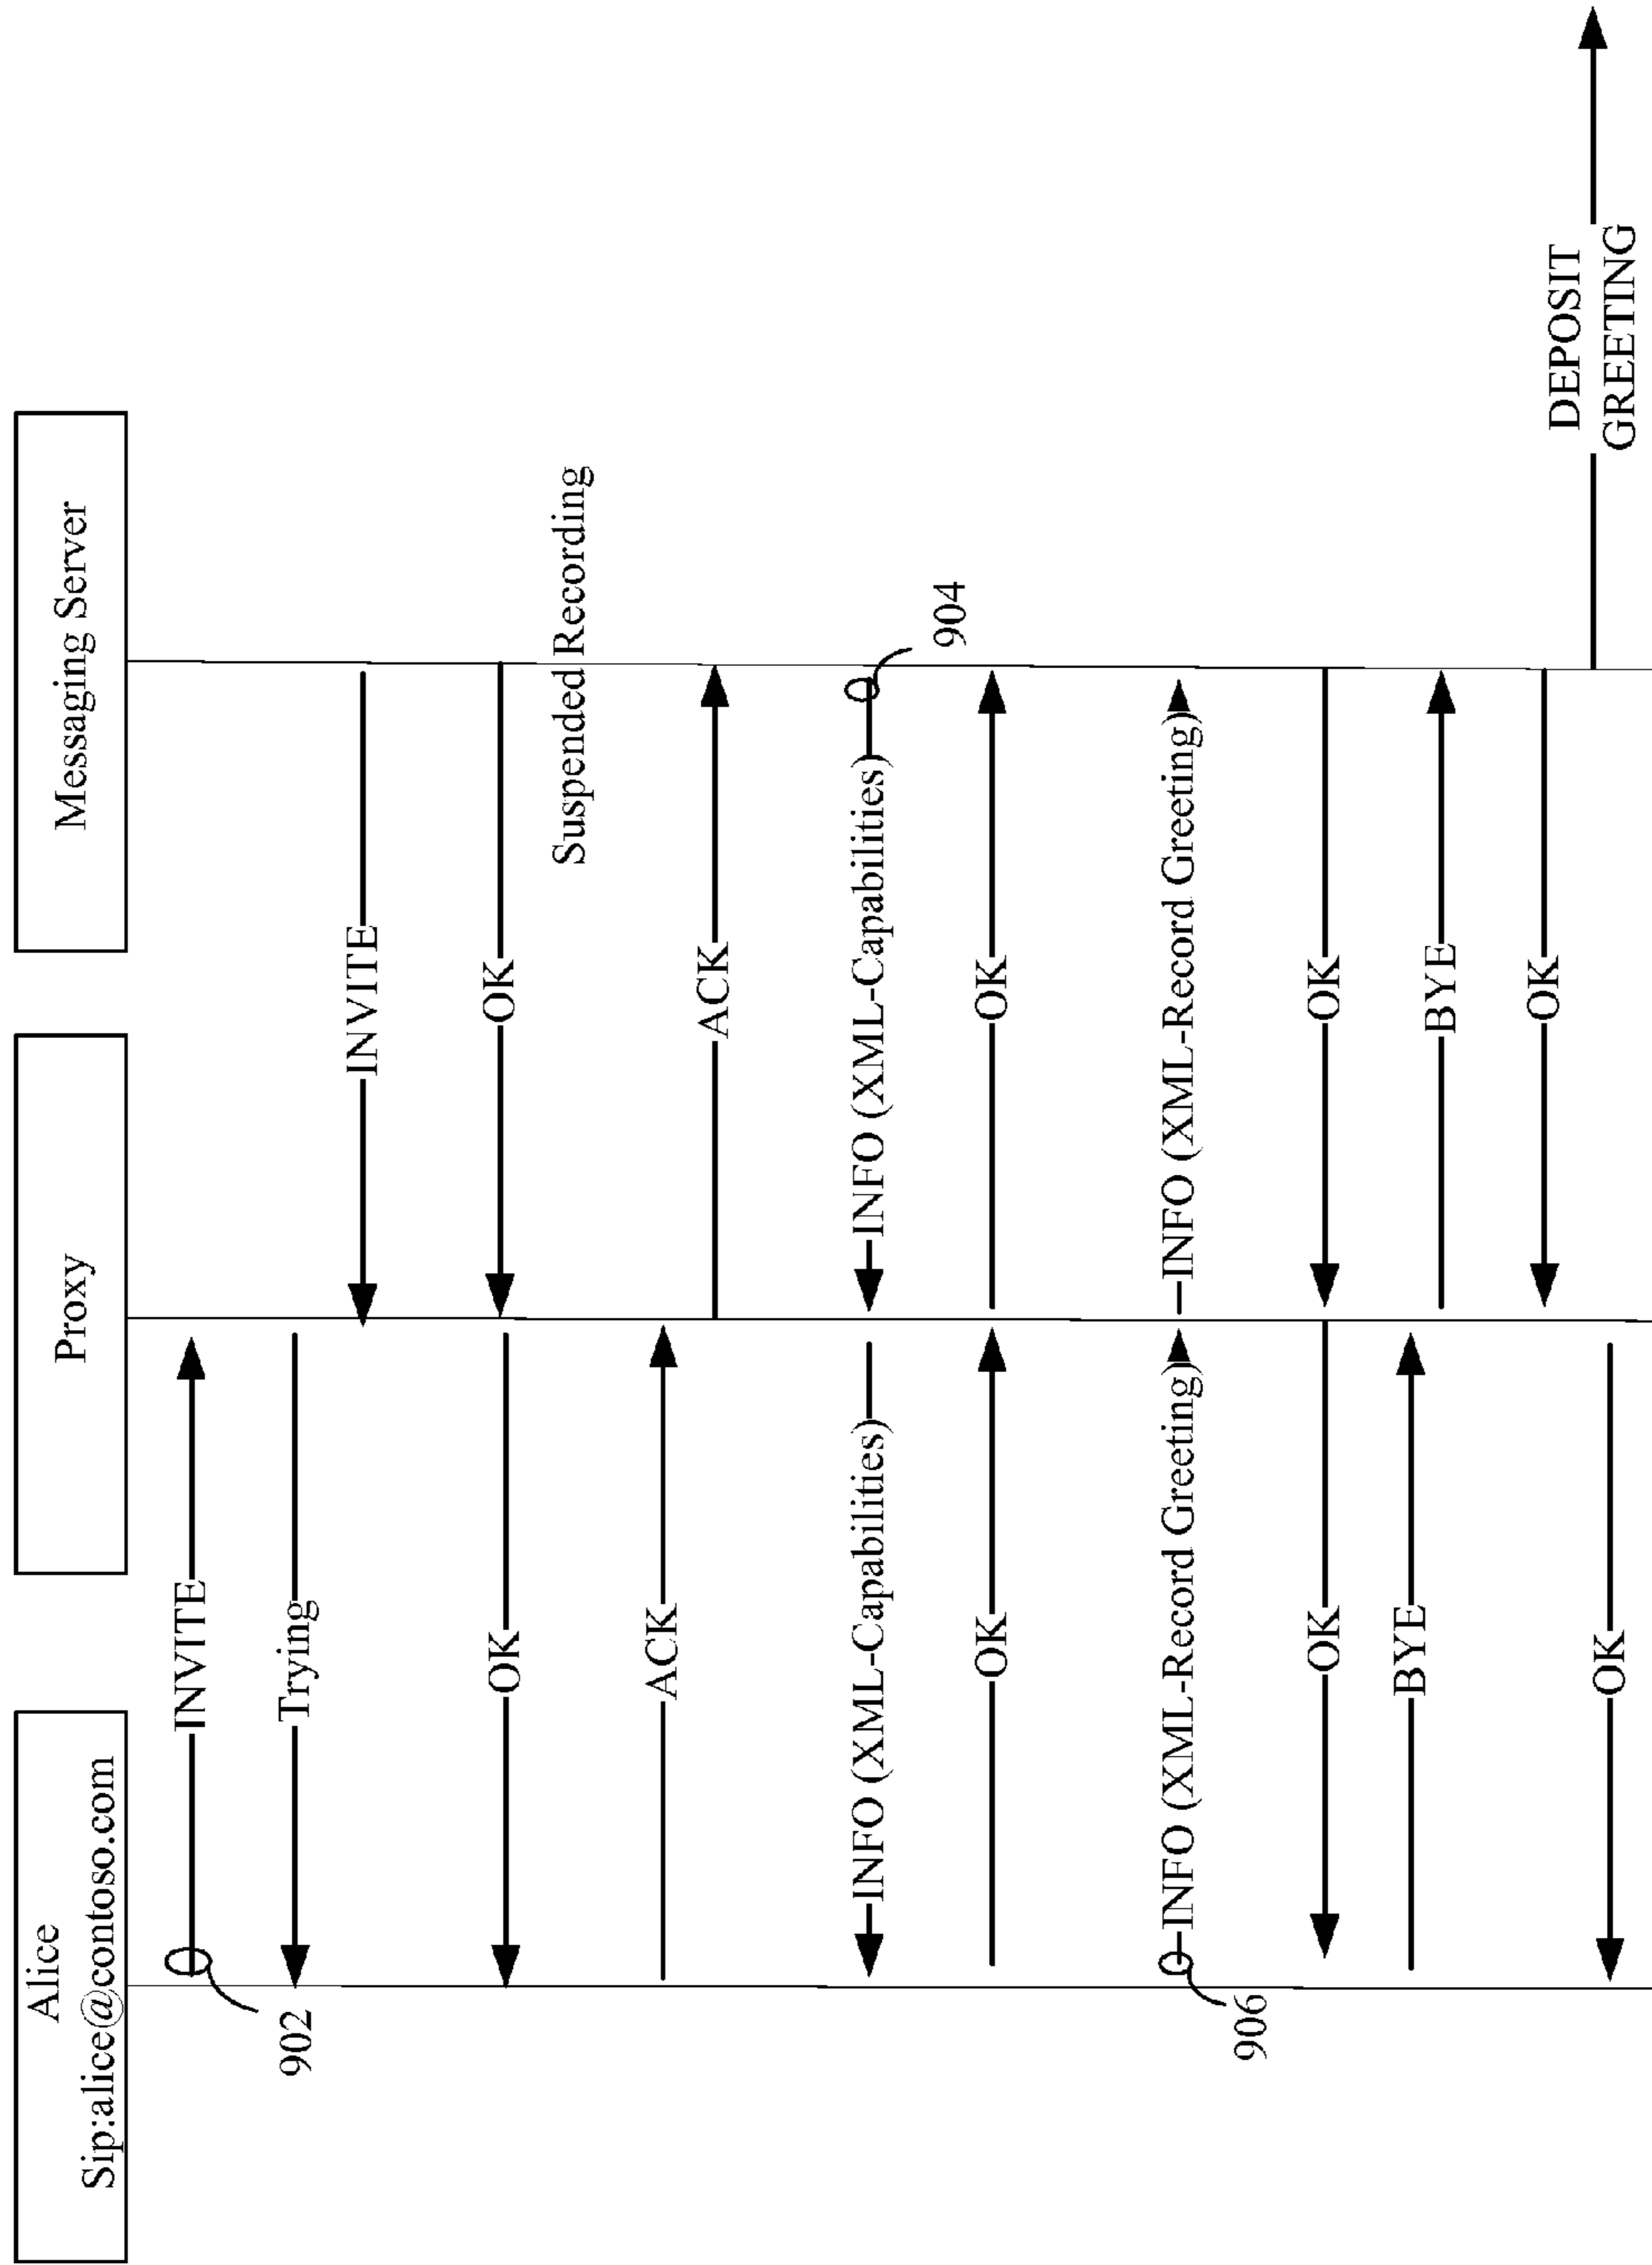 Alice
Sip:alice@contoso.com
Proxy
Messaging Server
INVITE
902
Trying
INVITE
OK
OK
Suspended Recording
ACK
ACK
INFO (XML-Capabilities)
INFO (XML-Capabilities)
904
OK
OK
INFO (XML-Record Greeting)
INFO (XML-Record Greeting)
906
OK
OK
BYE
BYE
OK
OK
DEPOSIT
GREETING